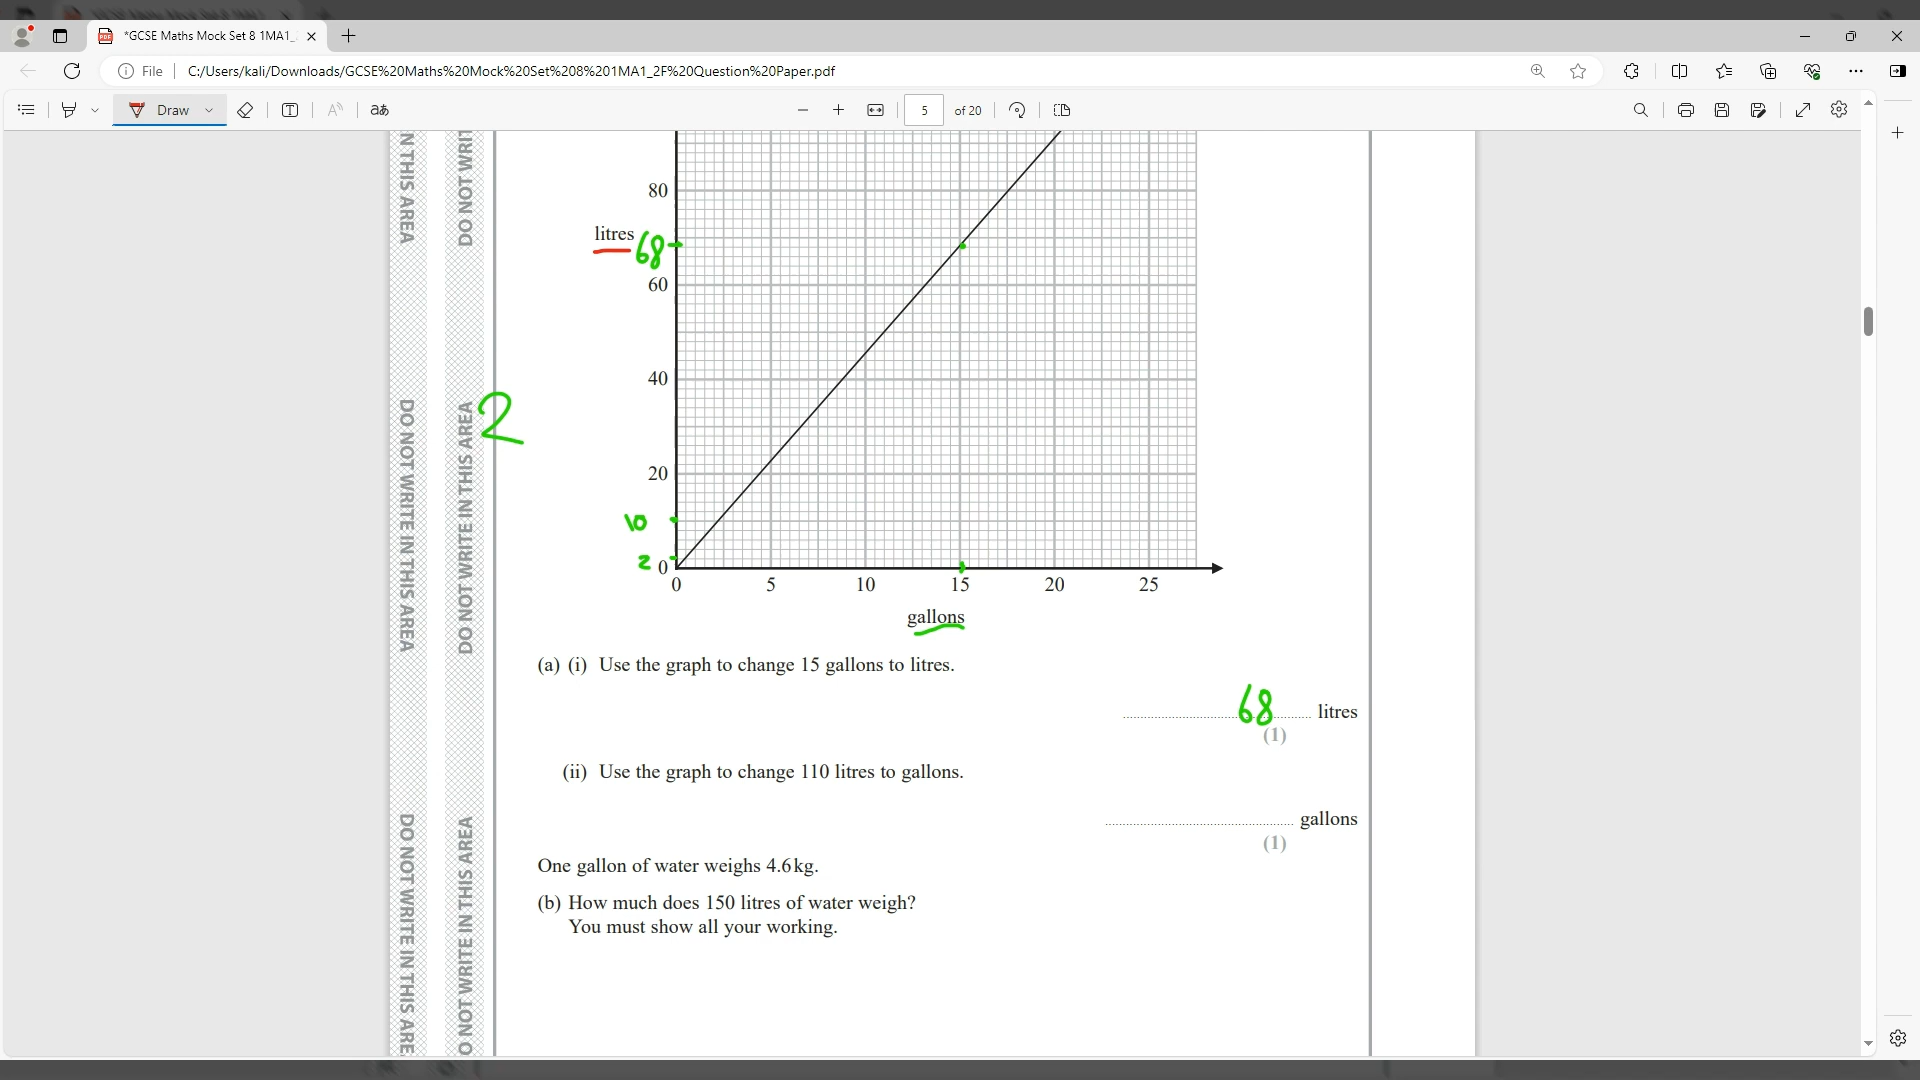 *GCSE Maths Mock Set 8 1MA1_
File
C:/Users/kali/Downloads/GCSE%20Maths%20Mock%20Set%208%201MA1_2F%20Question%20Paper.pdf
Draw
aあ
5 of 20
N THIS AREA
DO NOT WRIT
80
litres 68
60
40
2
20
10
2 0
0 5 10 15 20 25
gallons
DO NOT WRITE IN THIS AREA
DO NOT WRITE IN THIS AREA
(a) (i) Use the graph to change 15 gallons to litres.
68 litres
(1)
(ii) Use the graph to change 110 litres to gallons.
gallons
(1)
One gallon of water weighs 4.6 kg.
(b) How much does 150 litres of water weigh?
You must show all your working.
DO NOT WRITE IN THIS ARE
O NOT WRITE IN THIS AREA